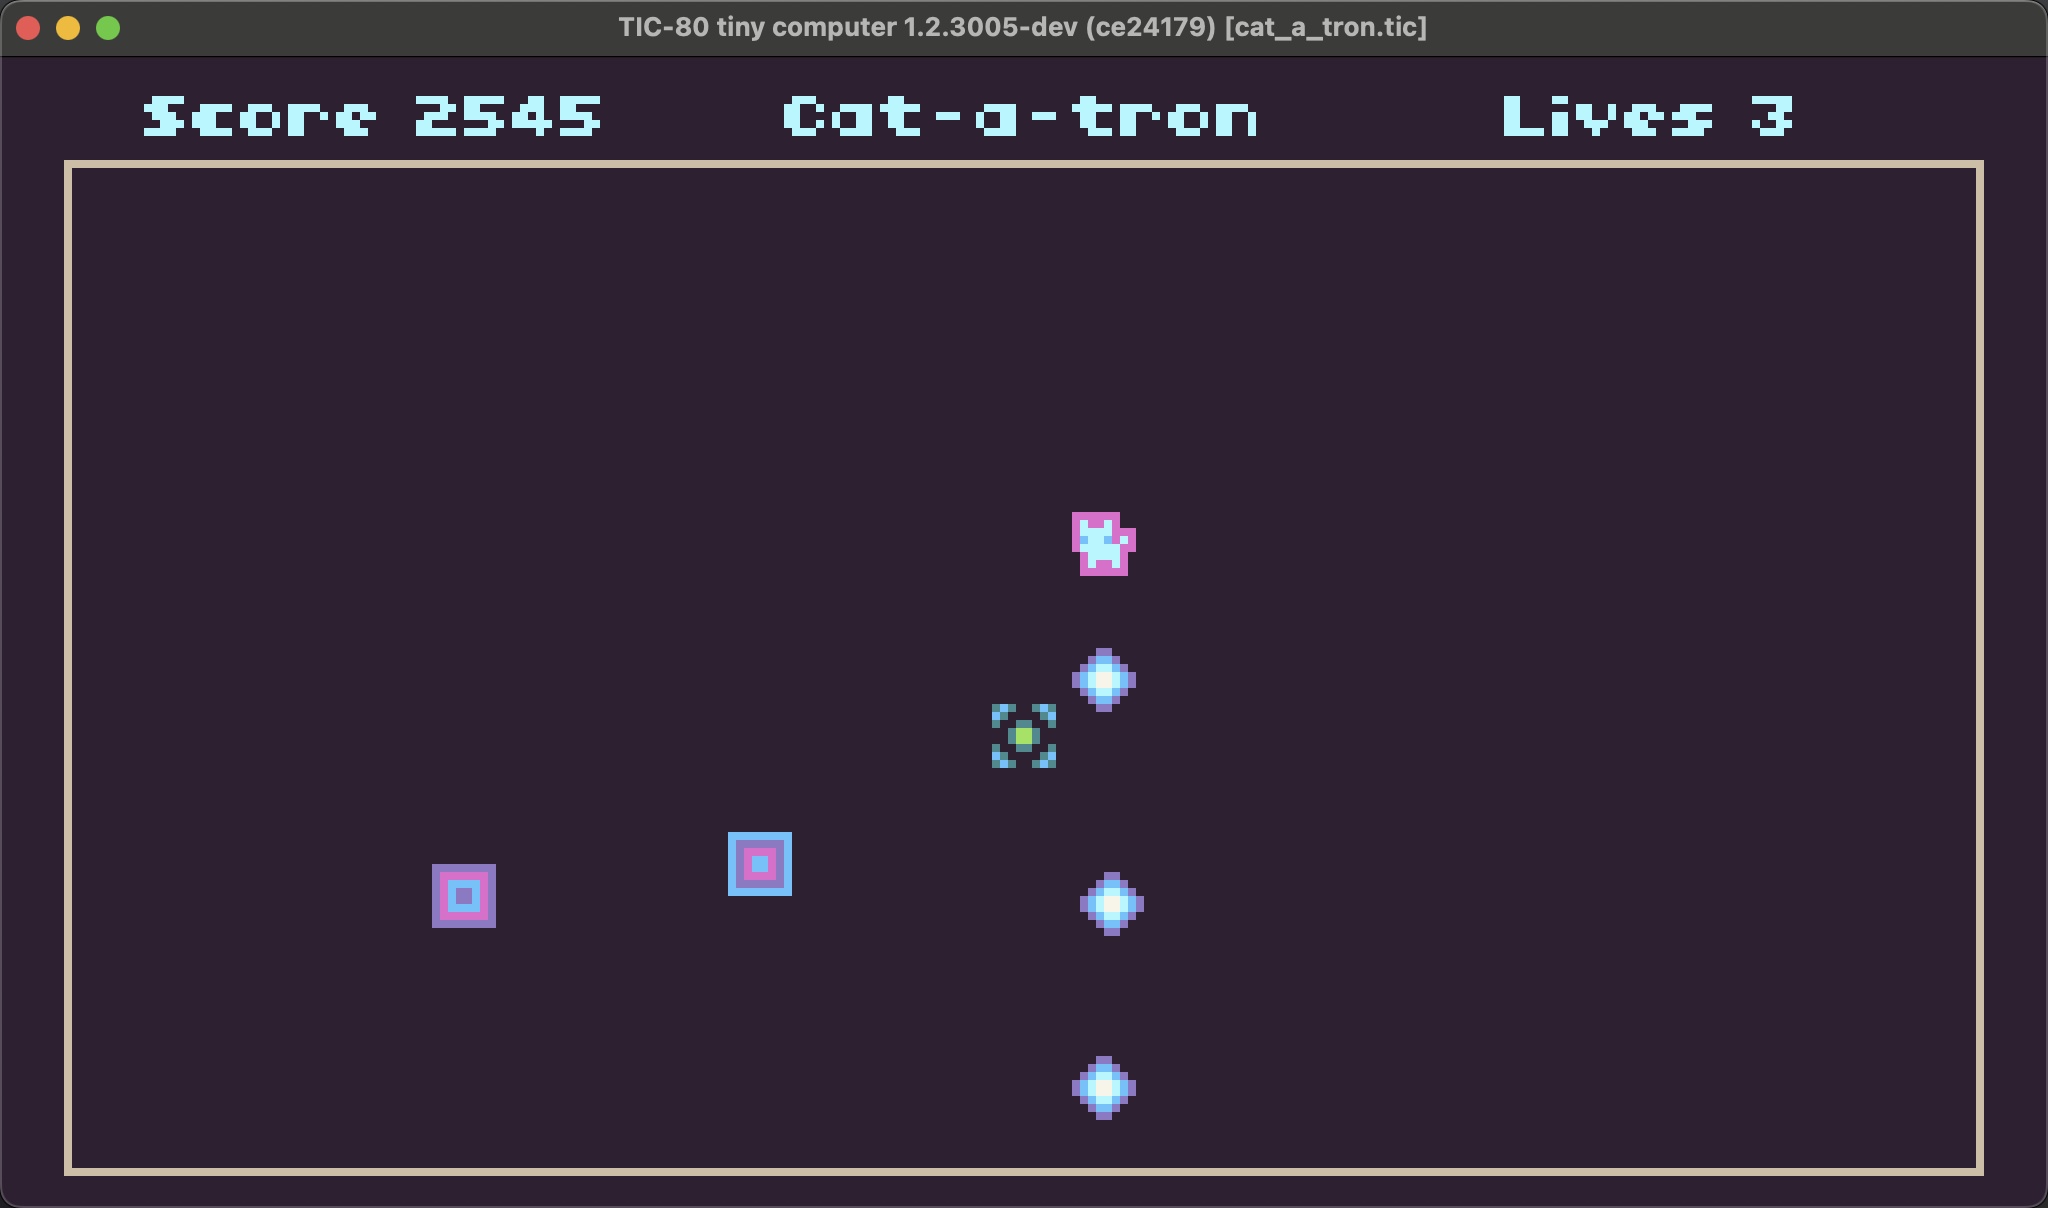 TIC-80 tiny computer 1.2.3005-dev (ce24179) [cat_a_tron.tic]
Score 2545 Cat-a-tron Lives 3